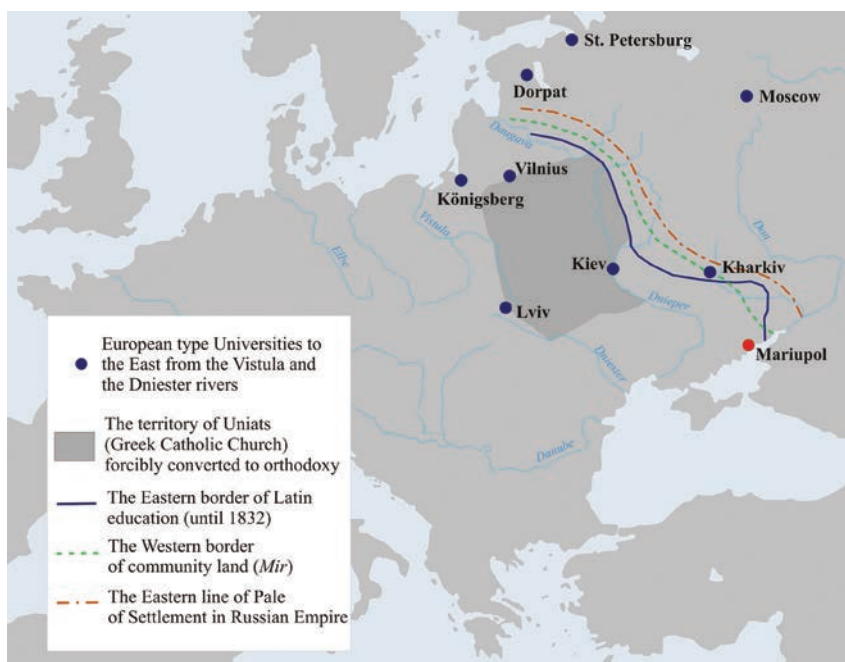 St. Petersburg
Dorpat
Moscow
Daugava
Vilnius
Königsberg
Vistula
Elbe
Don
Kiev
Kharkiv
Dnieper
Lviv
Mariupol
Dniester
Danube
European type Universities to
the East from the Vistula and
the Dniester rivers
The territory of Uniats
(Greek Catholic Church)
forcibly converted to orthodoxy
The Eastern border of Latin
education (until 1832)
The Western border
of community land (Mir)
The Eastern line of Pale
of Settlement in Russian Empire